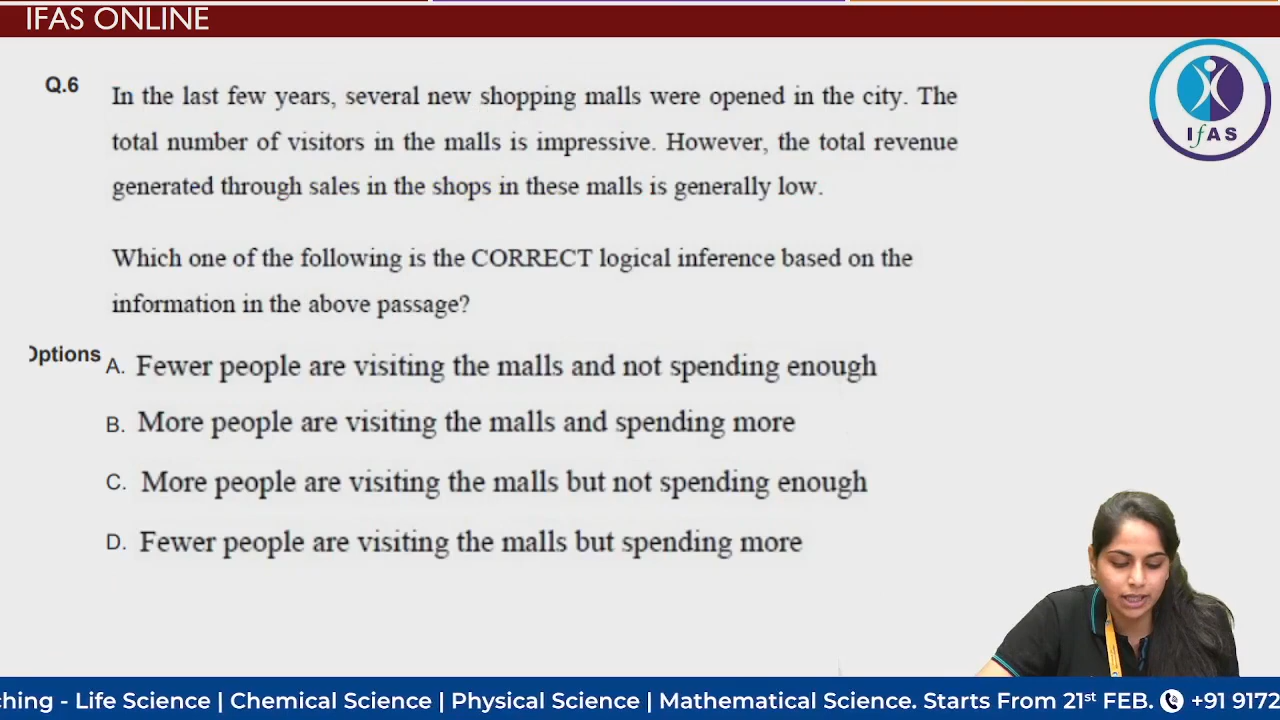 IFAS ONLINE
IfAS
Q.6
In the last few years, several new shopping malls were opened in the city. The
total number of visitors in the malls is impressive. However, the total revenue
generated through sales in the shops in these malls is generally low.
Which one of the following is the CORRECT logical inference based on the
information in the above passage?
Options
A. Fewer people are visiting the malls and not spending enough
B. More people are visiting the malls and spending more
C. More people are visiting the malls but not spending enough
D. Fewer people are visiting the malls but spending more
ching - Life Science | Chemical Science | Physical Science | Mathematical Science. Starts From 21st FEB. +91 9172